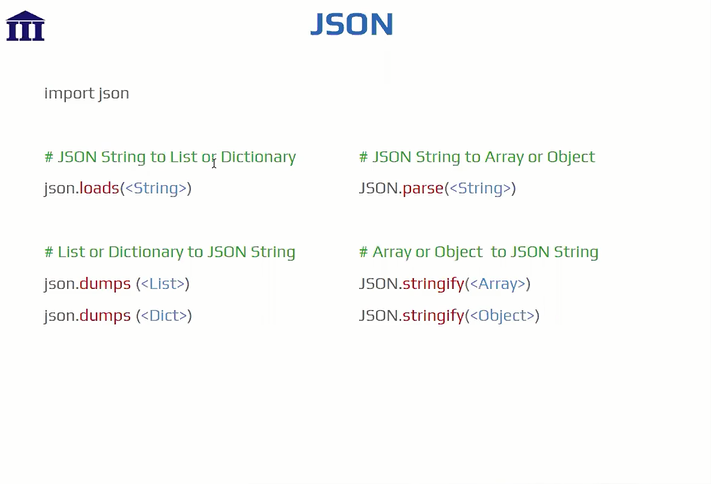 JSON
import json
# JSON String to List or Dictionary
json.loads(<String>)
# List or Dictionary to JSON String
json.dumps (<List>)
json.dumps (<Dict>)
# JSON String to Array or Object
JSON.parse(<String>)
# Array or Object  to JSON String
JSON.stringify(<Array>)
JSON.stringify(<Object>)